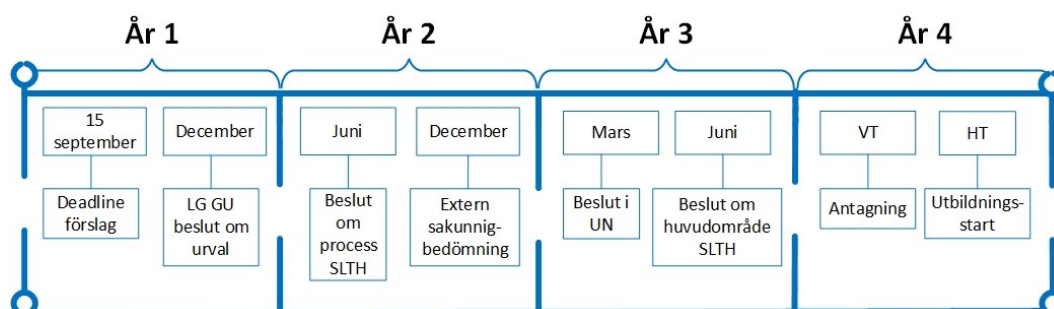 År 1
År 2
År 3
År 4
15
september
Deadline
förslag
December
LG GU
beslut om
urval
Juni
Beslut
om
process
SLTH
December
Extern
sakunnig-
bedömning
Mars
Beslut i
UN
Juni
Beslut om
huvudområde
SLTH
VT
Antagning
HT
Utbildnings-
start